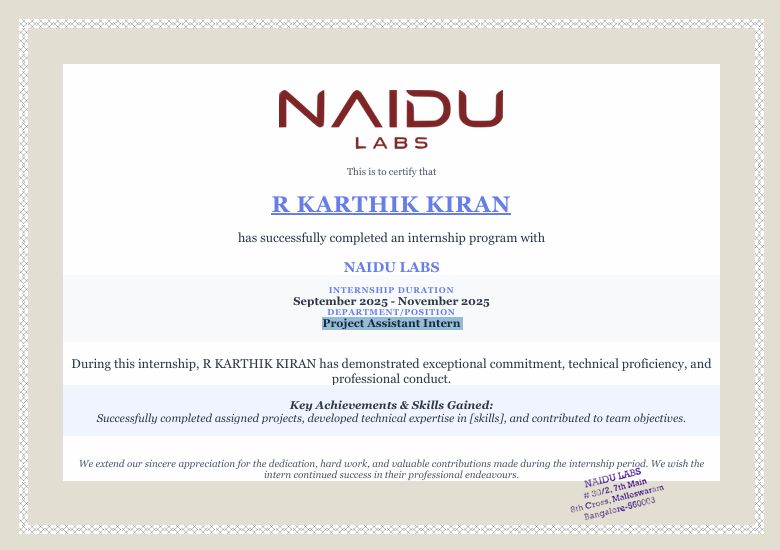 NAIDU
LABS
This is to certify that
R KARTHIK KIRAN
has successfully completed an internship program with
NAIDU LABS
INTERNSHIP DURATION
September 2025 - November 2025
DEPARTMENT/POSITION
Project Assistant Intern
During this internship, R KARTHIK KIRAN has demonstrated exceptional commitment, technical proficiency, and
professional conduct.
Key Achievements & Skills Gained:
Successfully completed assigned projects, developed technical expertise in [skills], and contributed to team objectives.
We extend our sincere appreciation for the dedication, hard work, and valuable contributions made during the internship period. We wish the
intern continued success in their professional endeavours.
NAIDU LABS
# 30/2, 7th Main
8th Cross, Malleswaram
Bangalore-560003